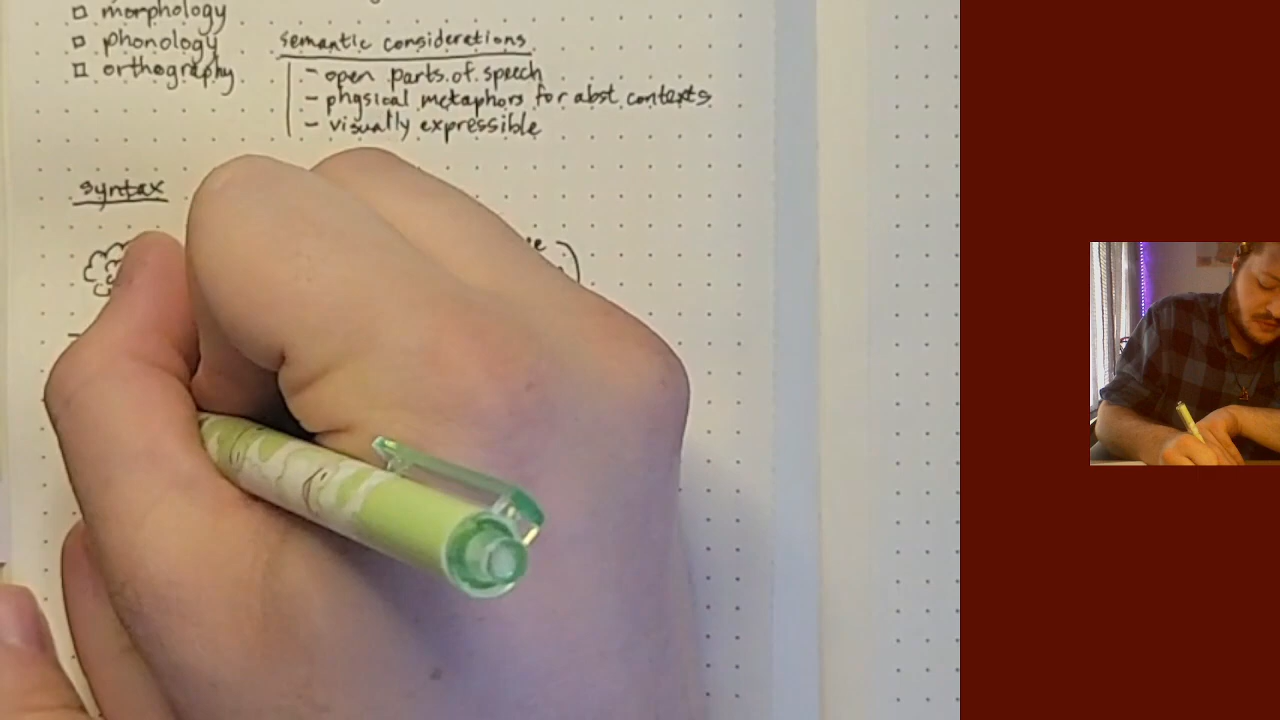 morphology
phonology
orthography
semantic considerations
- open parts of speech
- physical metaphors for abst. contexts
- visually expressible
syntax